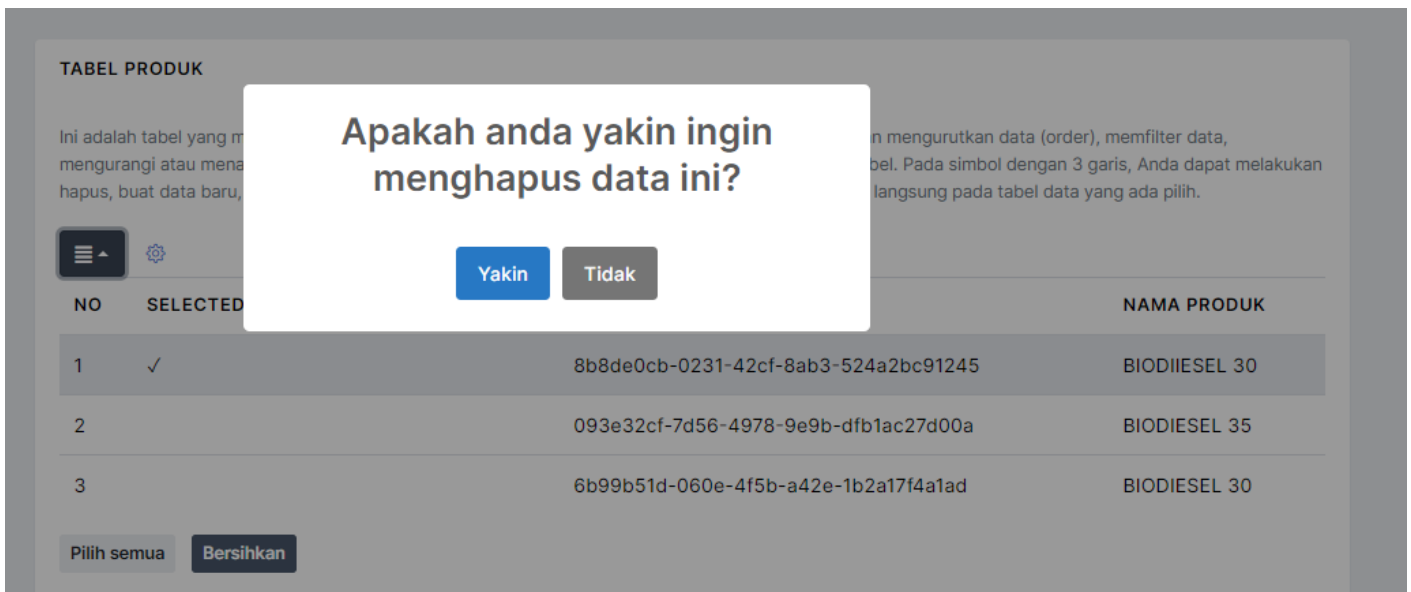 TABEL PRODUK
Apakah anda yakin ingin
menghapus data ini?
Ini adalah tabel yang
mengurutkan data (order), memfilter data,
mengurangi atau
Pada simbol dengan 3 garis, Anda dapat melakukan
hapus, buat data baru,
langsung pada tabel data yang ada pilih.
Yakin
Tidak
NO SELECTED NAMA PRODUK
1 ✓ 8b8de0cb-0231-42cf-8ab3-524a2bc91245 BIODIIESEL 30
2 093e32cf-7d56-4978-9e9b-dfb1ac27d00a BIODIESEL 35
3 6b99b51d-060e-4f5b-a42e-1b2a17f4a1ad BIODIESEL 30
Pilih semua Bersihkan